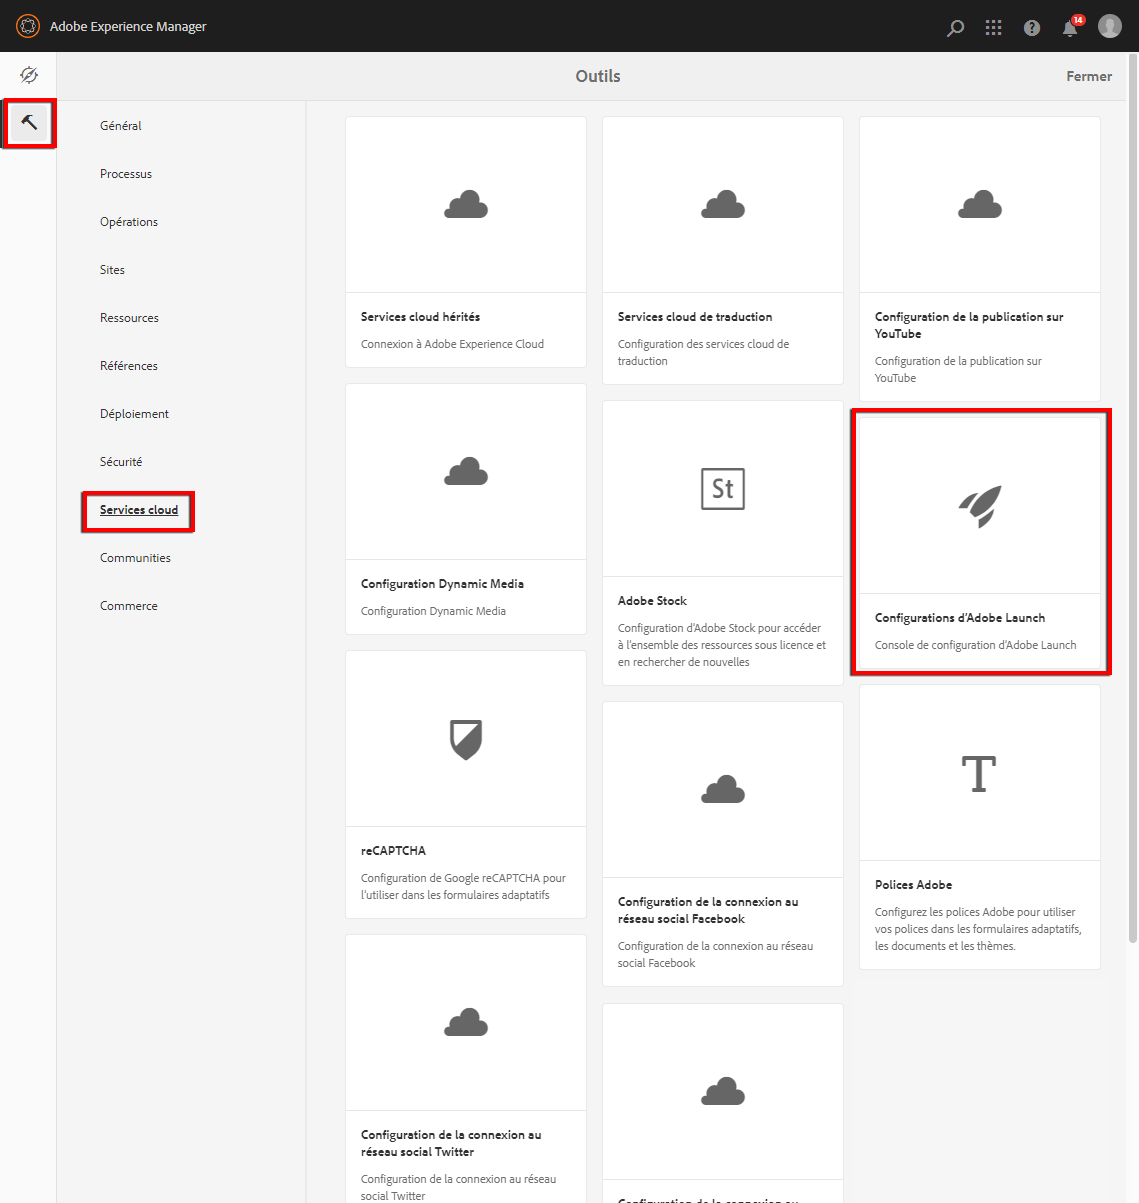 Adobe Experience Manager
14
Outils
Fermer
Général
Processus
Opérations
Sites
Ressources
Références
Déploiement
Sécurité
Services cloud
Communities
Commerce
Services cloud hérités
Connexion à Adobe Experience Cloud
Services cloud de traduction
Configuration des services cloud de
traduction
Configuration de la publication sur
YouTube
Configuration de la publication sur
YouTube
Configuration Dynamic Media
Configuration Dynamic Media
St
Adobe Stock
Configuration d'Adobe Stock pour accéder
à l'ensemble des ressources sous licence et
en rechercher de nouvelles
Configurations d'Adobe Launch
Console de configuration d'Adobe Launch
reCAPTCHA
Configuration de Google reCAPTCHA pour
l'utiliser dans les formulaires adaptatifs
Configuration de la connexion au
réseau social Facebook
Configuration de la connexion au réseau
social Facebook
T
Polices Adobe
Configurez les polices Adobe pour utiliser
vos polices dans les formulaires adaptatifs,
les documents et les thèmes.
Configuration de la connexion au
réseau social Twitter
Configuration de la connexion au réseau
social Twitter